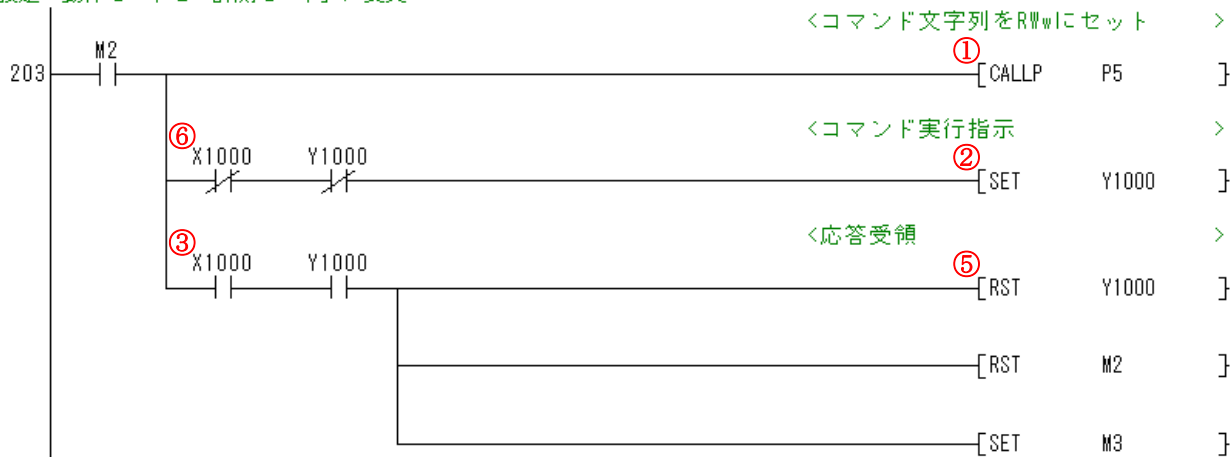 <コマンド文字列をRWwにセット >
M2 ①
203 [CALLP P5 ]
<コマンド実行指示 >
⑥ X1000 Y1000 ②
[SET Y1000 ]
<応答受領 >
③ X1000 Y1000 ⑤
[RST Y1000 ]
[RST M2 ]
[SET M3 ]